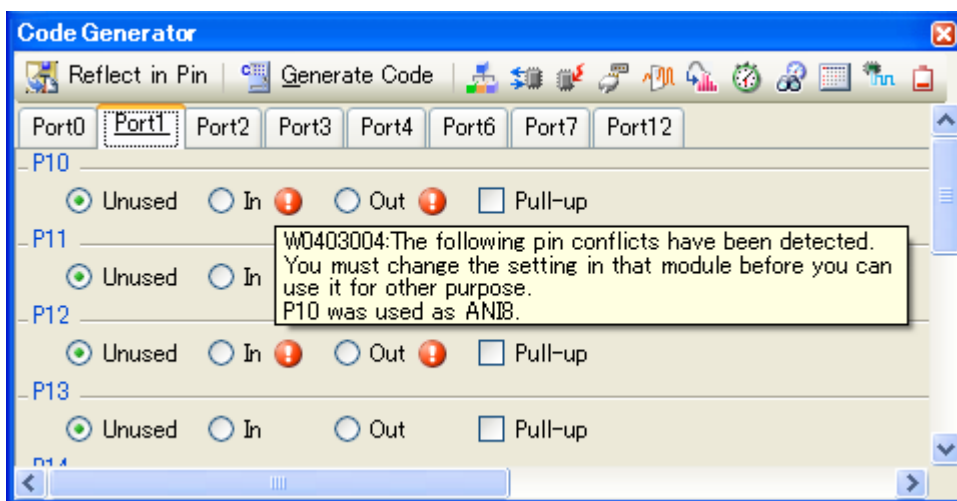 Code Generator
Reflect in Pin Generate Code
Port0 Port1 Port2 Port3 Port4 Port6 Port7 Port12
P10
Unused In Out Pull-up
P11
Unused In
W0403004:The following pin conflicts have been detected.
You must change the setting in that module before you can
use it for other purpose.
P10 was used as ANI8.
P12
Unused In Out Pull-up
P13
Unused In Out Pull-up
P14